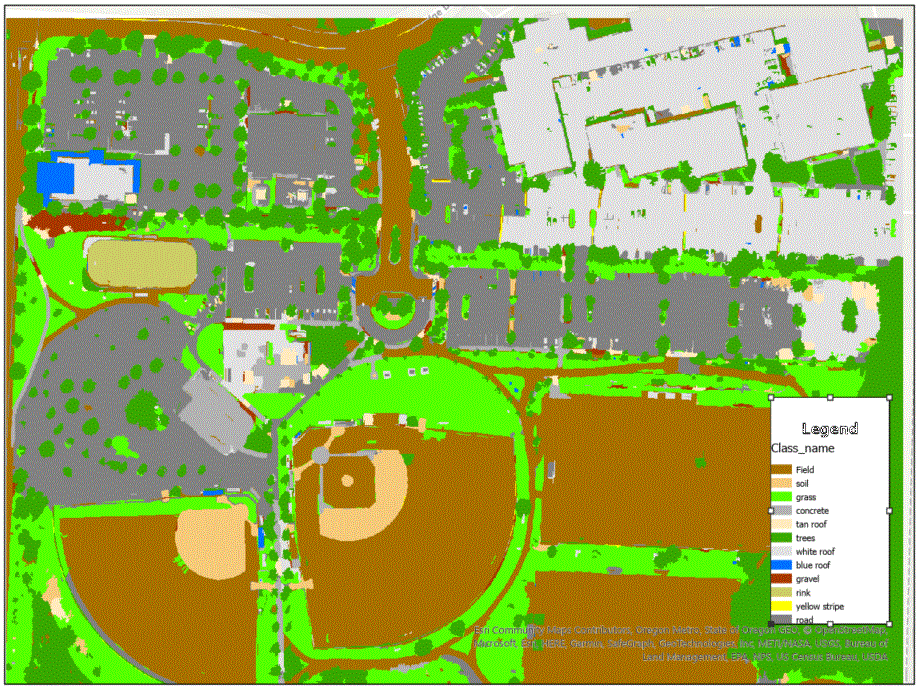 Legend
Class_name
Field
soil
grass
concrete
tan roof
trees
white roof
blue roof
gravel
rink
yellow stripe
road
Esri Community Maps Contributors, Oregon Metro, State of Oregon GEO, © OpenStreetMap,
Microsoft, Esri, HERE, Garmin, SafeGraph, GeoTechnologies, Inc, METI/NASA, USGS, Bureau of
Land Management, EPA, NPS, US Census Bureau, USDA